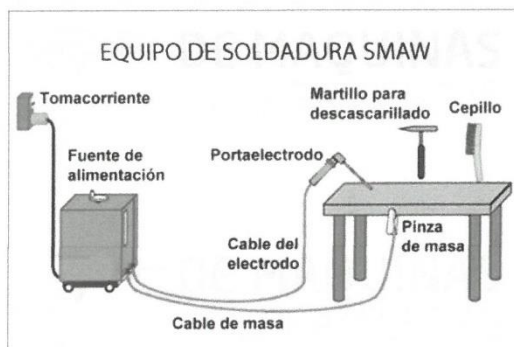 EQUIPO DE SOLDADURA SMAW
Tomacorriente
Martillo para
descascarillado
Cepillo
Fuente de
alimentación
Portaelectrodo
Cable del
electrodo
Pinza
de masa
Cable de masa